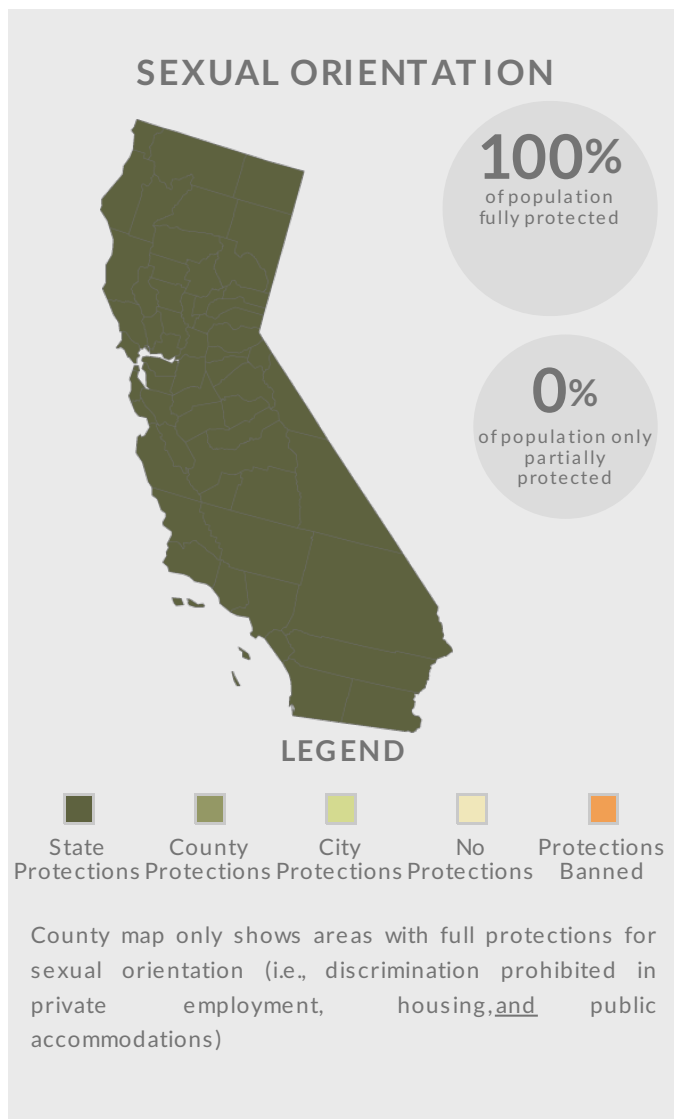 SEXUAL ORIENTATION
100%
of population
fully protected
0%
of population only
partially
protected
LEGEND
State
Protections
County
Protections
City
Protections
No
Protections
Protections
Banned
County map only shows areas with full protections for
sexual orientation (i.e., discrimination prohibited in
private employment, housing, and public
accommodations)